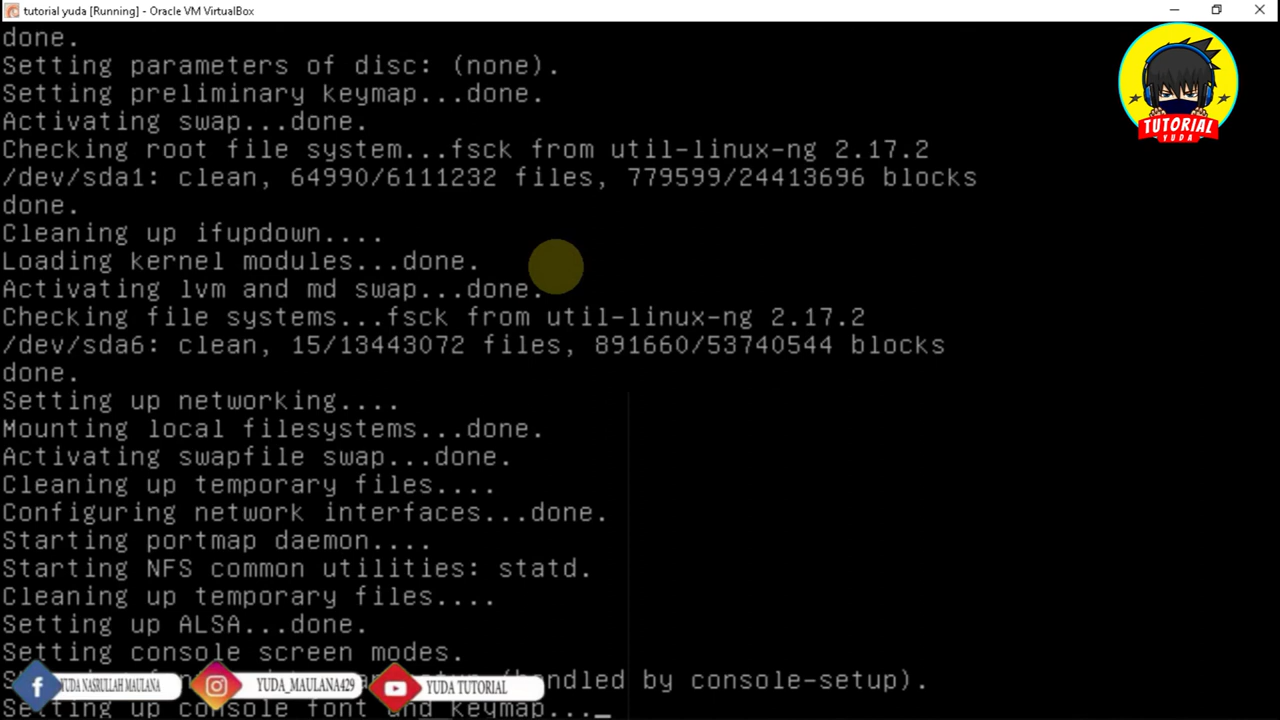 tutorial yuda [Running] - Oracle VM VirtualBox
done.
Setting parameters of disc: (none).
Setting preliminary keymap...done.
Activating swap...done.
Checking root file system...fsck from util-linux-ng 2.17.2
/dev/sda1: clean, 64990/6111232 files, 779599/24413696 blocks
done.
Cleaning up ifupdown....
Loading kernel modules...done.
Activating lvm and md swap...done.
Checking file systems...fsck from util-linux-ng 2.17.2
/dev/sda6: clean, 15/13443072 files, 891660/53740544 blocks
done.
Setting up networking....
Mounting local filesystems...done.
Activating swapfile swap...done.
Cleaning up temporary files....
Configuring network interfaces...done.
Starting portmap daemon....
Starting NFS common utilities: statd.
Cleaning up temporary files....
Setting up ALSA...done.
Setting console screen modes.
(handled by console-setup).
Setting up console font and keymap..._
TUTORIAL
YUDA
YUDA NASRULLAH MAULANA
YUDA_MAULANA429
YUDA TUTORIAL